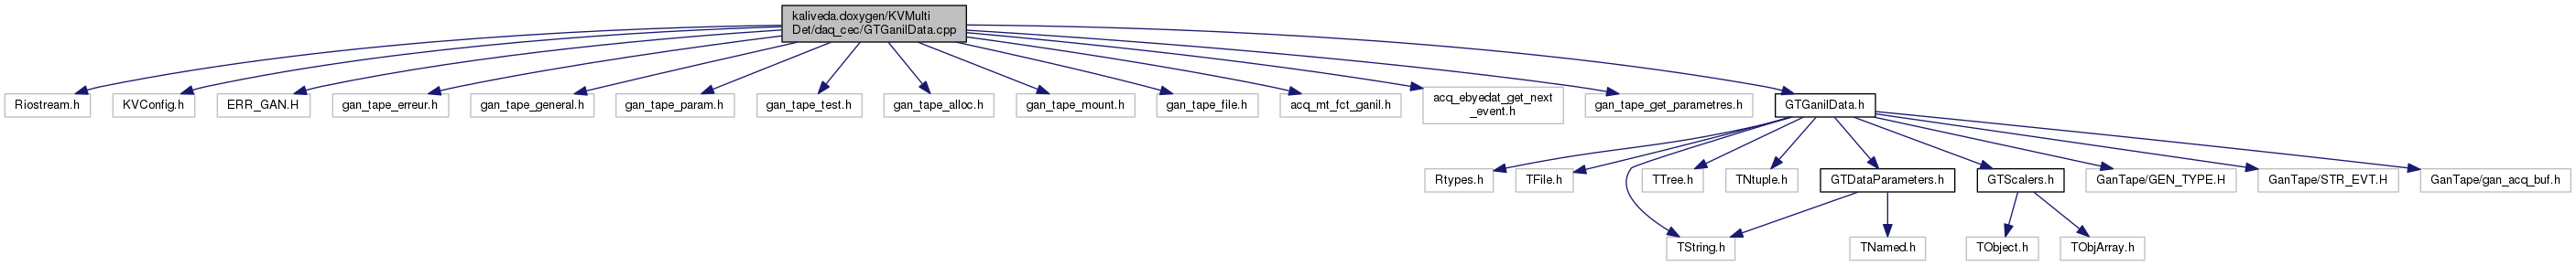 kaliveda.doxygen/KVMulti
Det/daq_cec/GTGanilData.cpp
Riostream.h
KVConfig.h
ERR_GAN.H
gan_tape_erreur.h
gan_tape_general.h
gan_tape_param.h
gan_tape_test.h
gan_tape_alloc.h
gan_tape_mount.h
gan_tape_file.h
acq_mt_fct_ganil.h
acq_ebyedat_get_next
_event.h
gan_tape_get_parametres.h
GTGanilData.h
Rtypes.h
TFile.h
TTree.h
TNtuple.h
GTDataParameters.h
GTScalers.h
GanTape/GEN_TYPE.H
GanTape/STR_EVT.H
GanTape/gan_acq_buf.h
TString.h
TNamed.h
TObject.h
TObjArray.h